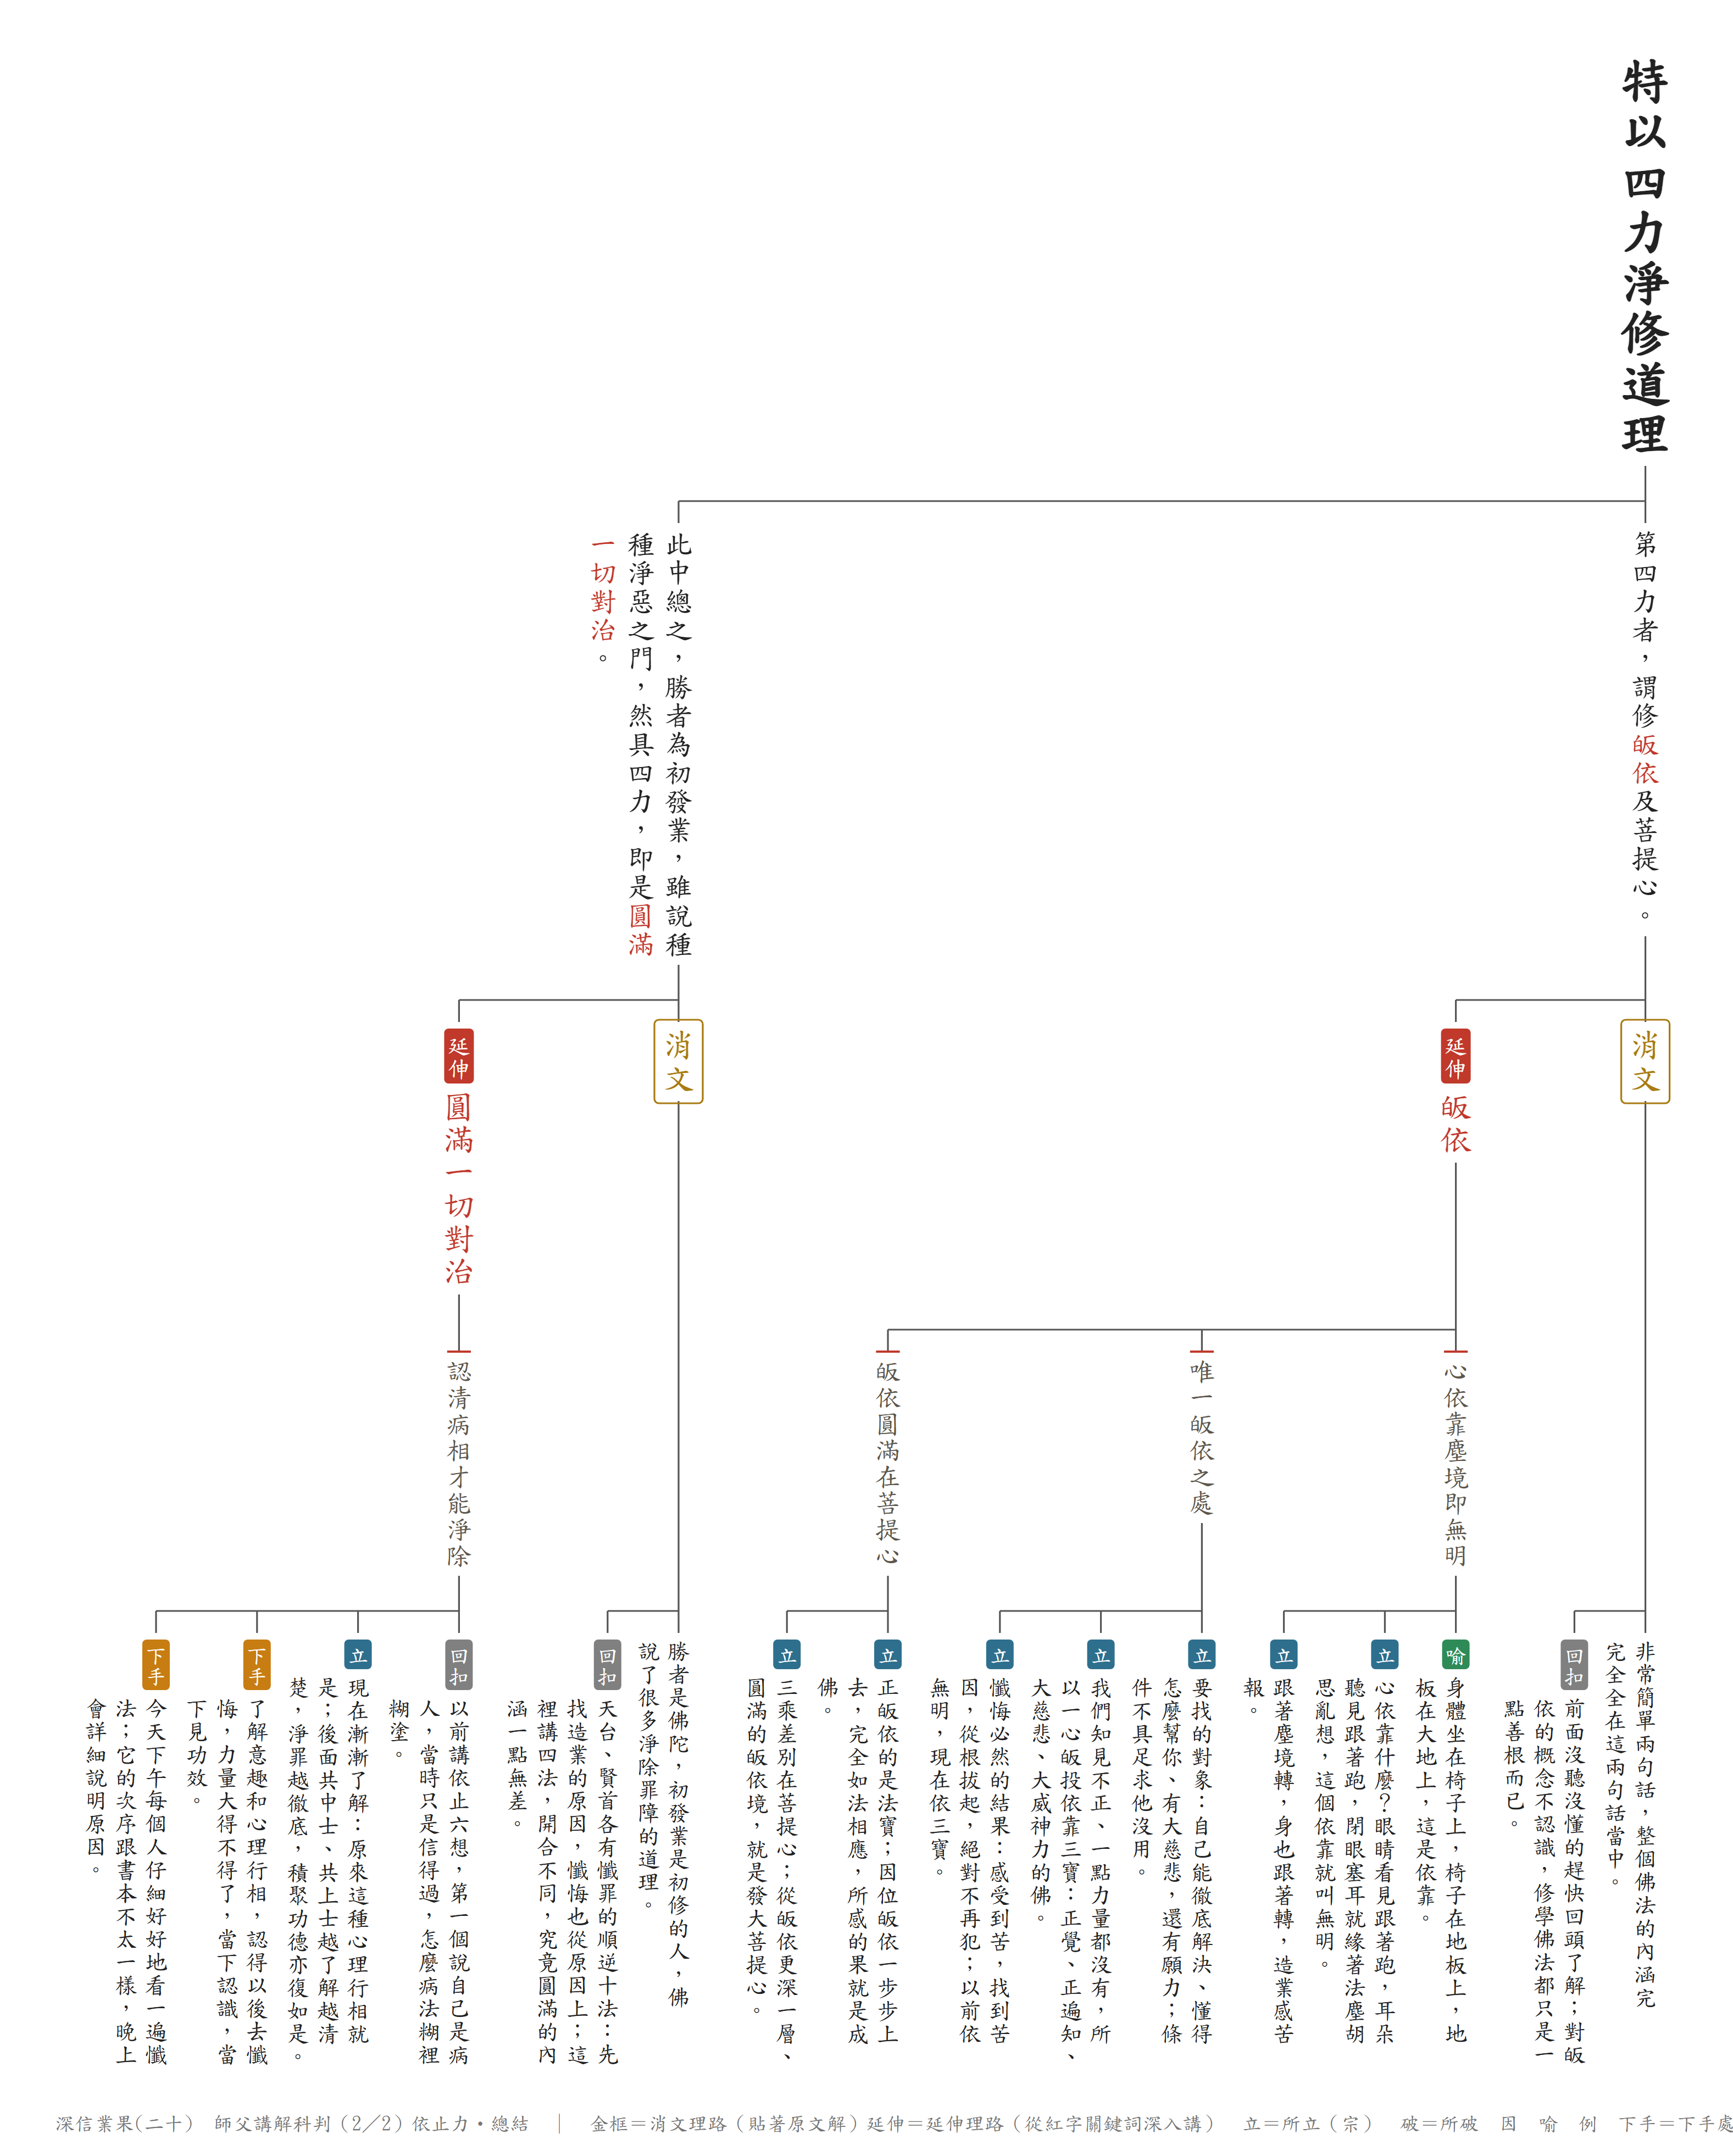 特以四力淨修道理
第四力者，謂修皈依及菩提心。
此中總之，勝者為初發業，雖說種
種淨惡之門，然具四力，即是圓滿
一切對治。
消文
延伸
皈依
消文
延伸
圓滿一切對治
心依靠塵境即無明
唯一皈依之處
皈依圓滿在菩提心
認清病相才能淨除
非常簡單兩句話，整個佛法的內涵完
完全全在這兩句話當中。
回扣
前面沒聽沒懂的趕快回頭了解；對皈
依的概念不認識，修學佛法都只是一
點善根而已。
喻
身體坐在椅子上，椅子在地板上，地
板在大地上，這是依靠。
立
心依靠什麼？眼睛看見跟著跑，耳朵
聽見跟著跑，閉眼塞耳就緣著法塵胡
思亂想，這個依靠就叫無明。
立
跟著塵境轉，身也跟著轉，造業感苦
報。
立
要找的對象：自己能徹底解決、懂得
怎麼幫你、有大慈悲，還有願力；條
件不具足求他沒用。
立
我們知見不正、一點力量都沒有，所
以一心皈投依靠三寶：正覺、正遍知、
大慈悲、大威神力的佛。
立
懺悔必然的結果：感受到苦，找到苦
因，從根拔起，絕對不再犯；以前依
無明，現在依三寶。
立
正皈依的是法寶；因位皈依一步步上
去，完全如法相應，所感的果就是成
佛。
立
三乘差別在菩提心；從皈依更深一層、
圓滿的皈依境，就是發大菩提心。
勝者是佛陀，初發業是初修的人，佛
說了很多淨除罪障的道理。
回扣
天台、賢首各有懺罪的順逆十法：先
找造業的原因，懺悔也從原因上；這
裡講四法，開合不同，究竟圓滿的內
涵一點無差。
回扣
以前講依止六想，第一個說自己是病
人，當時只是信得過，怎麼病法糊裡
糊塗。
立
現在漸漸了解：原來這種心理行相就
是；後面共中士、共上士越了解越清
楚，淨罪越徹底，積聚功德亦復如是。
下手
了解意趣和心理行相，認得以後去懺
悔，力量大得不得了，當下認識，當
下見功效。
下手
今天下午每個人仔細好好地看一遍懺
法；它的次序跟書本不太一樣，晚上
會詳細說明原因。
深信業果（二十）　師父講解科判（2／2）依止力・總結　｜　金框＝消文理路（貼著原文解）延伸＝延伸理路（從紅字關鍵詞深入講）　立＝所立（宗）　破＝所破　因　喻　例　下手＝下手處